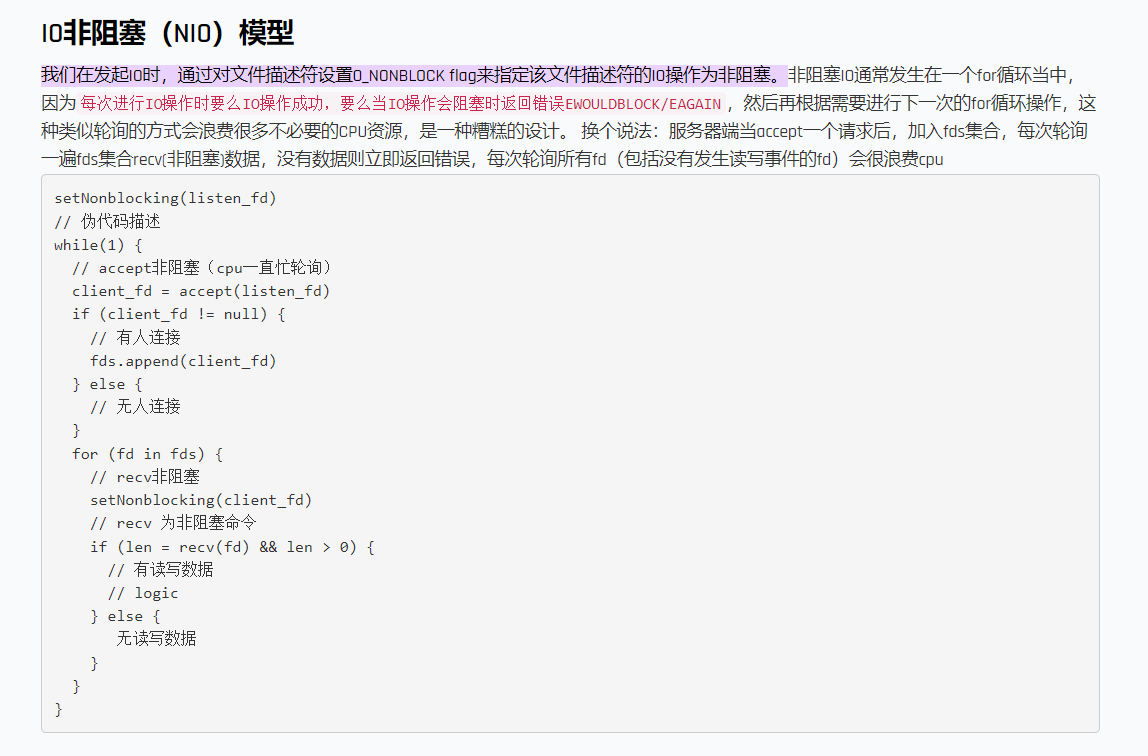 IO非阻塞（NIO）模型
我们在发起IO时，通过对文件描述符设置O_NONBLOCK flag来指定该文件描述符的IO操作为非阻塞。非阻塞IO通常发生在一个for循环当中，
因为 每次进行IO操作时要么IO操作成功，要么当IO操作会阻塞时返回错误EWOULDBLOCK/EAGAIN ，然后再根据需要进行下一次的for循环操作，这
种类似轮询的方式会浪费很多不必要的CPU资源，是一种糟糕的设计。 换个说法：服务器端当accept一个请求后，加入fds集合，每次轮询
一遍fds集合recv(非阻塞)数据，没有数据则立即返回错误，每次轮询所有fd（包括没有发生读写事件的fd）会很浪费cpu
setNonblocking(listen_fd)
// 伪代码描述
while(1) {
  // accept非阻塞（cpu一直忙轮询）
  client_fd = accept(listen_fd)
  if (client_fd != null) {
    // 有人连接
    fds.append(client_fd)
  } else {
    // 无人连接
  }
  for (fd in fds) {
    // recv非阻塞
    setNonblocking(client_fd)
    // recv 为非阻塞命令
    if (len = recv(fd) && len > 0) {
      // 有读写数据
      // logic
    } else {
       无读写数据
    }
  }
}